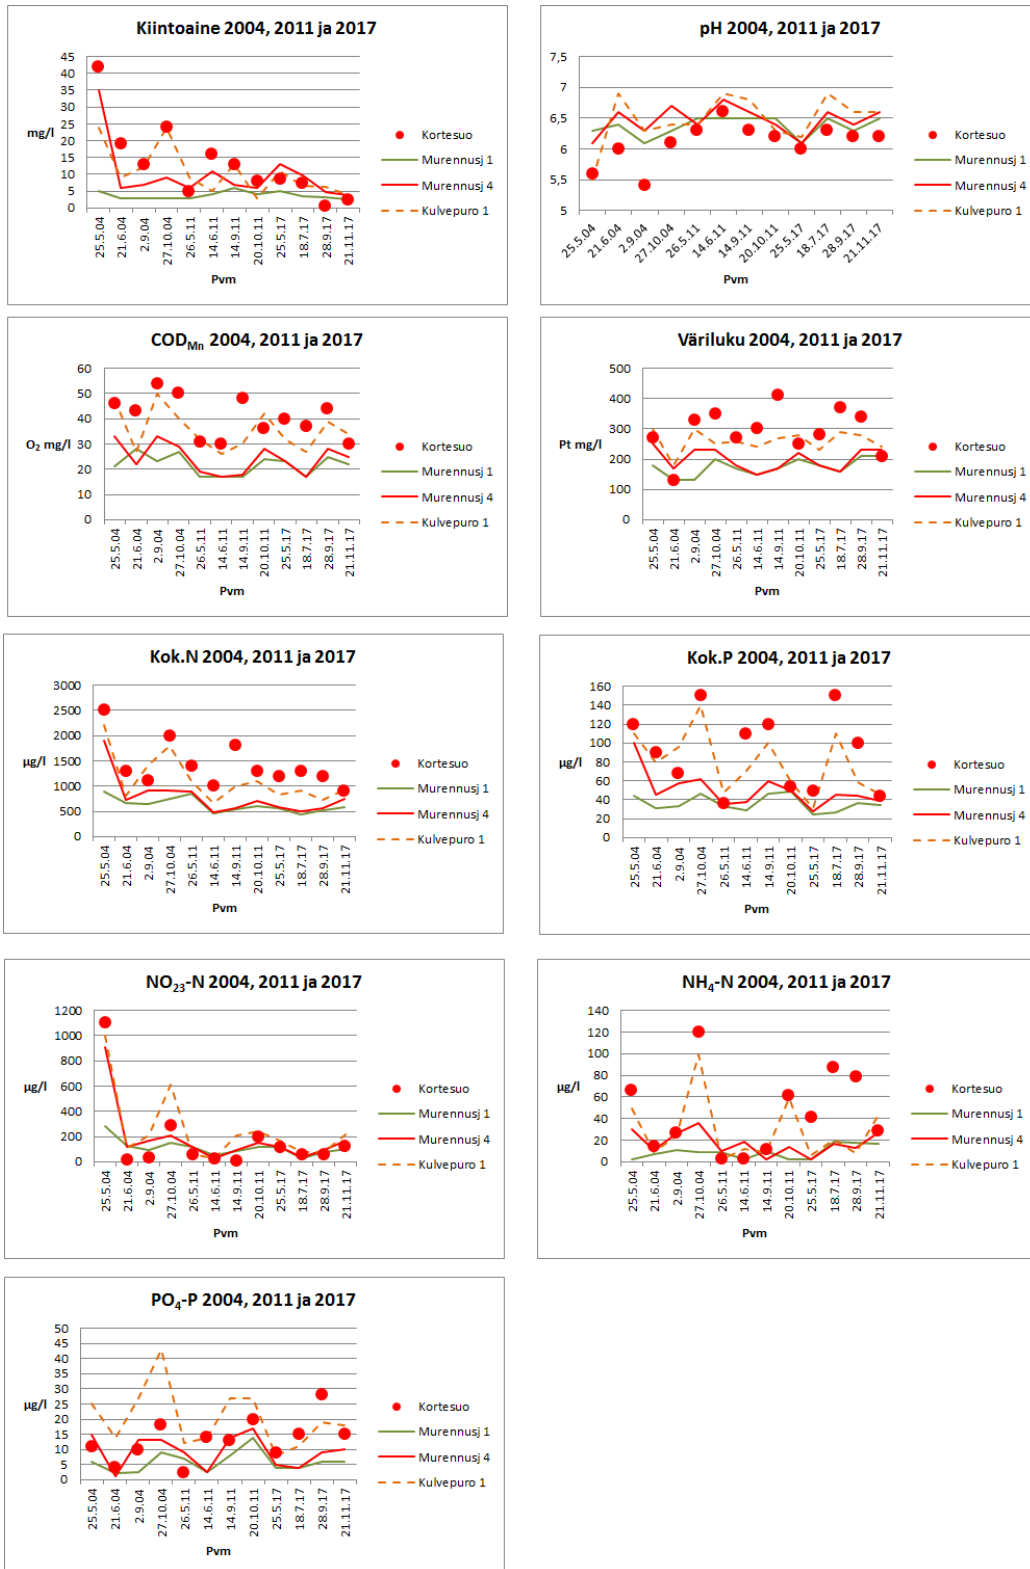 Kiintoaine 2004, 2011 ja 2017
45
40
35
30
25
20
15
10
5
0
mg/l
25.5.04
21.6.04
2.9.04
27.10.04
26.5.11
14.6.11
14.9.11
20.10.11
25.5.17
18.7.17
28.9.17
21.11.17
Pvm
Kortesuo
Murennusj 1
Murennusj 4
Kulvepuro 1
pH 2004, 2011 ja 2017
7,5
7
6,5
6
5,5
5
25.5.04
21.6.04
2.9.04
27.10.04
26.5.11
14.6.11
14.9.11
20.10.11
25.5.17
18.7.17
28.9.17
21.11.17
Pvm
Kortesuo
Murennusj 1
Murennusj 4
Kulvepuro 1
COD_Mn 2004, 2011 ja 2017
60
50
40
30
20
10
0
O₂ mg/l
25.5.04
21.6.04
2.9.04
27.10.04
26.5.11
14.6.11
14.9.11
20.10.11
25.5.17
18.7.17
28.9.17
21.11.17
Pvm
Kortesuo
Murennusj 1
Murennusj 4
Kulvepuro 1
Väriluku 2004, 2011 ja 2017
500
400
300
200
100
0
Pt mg/l
25.5.04
21.6.04
2.9.04
27.10.04
26.5.11
14.6.11
14.9.11
20.10.11
25.5.17
18.7.17
28.9.17
21.11.17
Pvm
Kortesuo
Murennusj 1
Murennusj 4
Kulvepuro 1
Kok.N 2004, 2011 ja 2017
3000
2500
2000
1500
1000
500
0
µg/l
25.5.04
21.6.04
2.9.04
27.10.04
26.5.11
14.6.11
14.9.11
20.10.11
25.5.17
18.7.17
28.9.17
21.11.17
Pvm
Kortesuo
Murennusj 1
Murennusj 4
Kulvepuro 1
Kok.P 2004, 2011 ja 2017
160
140
120
100
80
60
40
20
0
µg/l
25.5.04
21.6.04
2.9.04
27.10.04
26.5.11
14.6.11
14.9.11
20.10.11
25.5.17
18.7.17
28.9.17
21.11.17
Pvm
Kortesuo
Murennusj 1
Murennusj 4
Kulvepuro 1
NO₂₃-N 2004, 2011 ja 2017
1200
1000
800
600
400
200
0
µg/l
25.5.04
21.6.04
2.9.04
27.10.04
26.5.11
14.6.11
14.9.11
20.10.11
25.5.17
18.7.17
28.9.17
21.11.17
Pvm
Kortesuo
Murennusj 1
Murennusj 4
Kulvepuro 1
NH₄-N 2004, 2011 ja 2017
140
120
100
80
60
40
20
0
µg/l
25.5.04
21.6.04
2.9.04
27.10.04
26.5.11
14.6.11
14.9.11
20.10.11
25.5.17
18.7.17
28.9.17
21.11.17
Pvm
Kortesuo
Murennusj 1
Murennusj 4
Kulvepuro 1
PO₄-P 2004, 2011 ja 2017
50
45
40
35
30
25
20
15
10
5
0
µg/l
25.5.04
21.6.04
2.9.04
27.10.04
26.5.11
14.6.11
14.9.11
20.10.11
25.5.17
18.7.17
28.9.17
21.11.17
Pvm
Kortesuo
Murennusj 1
Murennusj 4
Kulvepuro 1